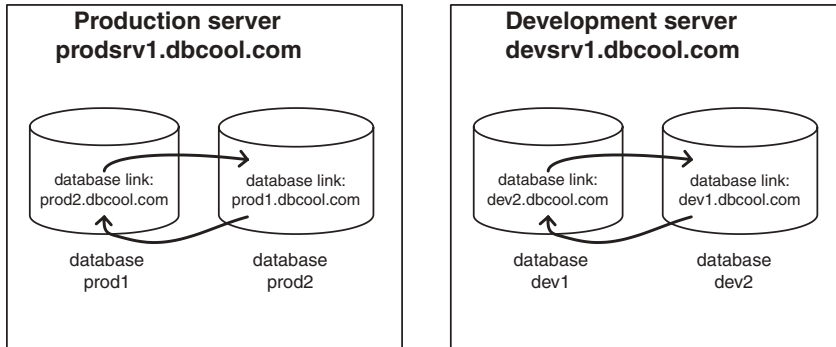 Production server
prodsrv1.dbcool.com
database link:
prod2.dbcool.com
database link:
prod1.dbcool.com
database
prod1
database
prod2
Development server
devsrv1.dbcool.com
database link:
dev2.dbcool.com
database link:
dev1.dbcool.com
database
dev1
database
dev2